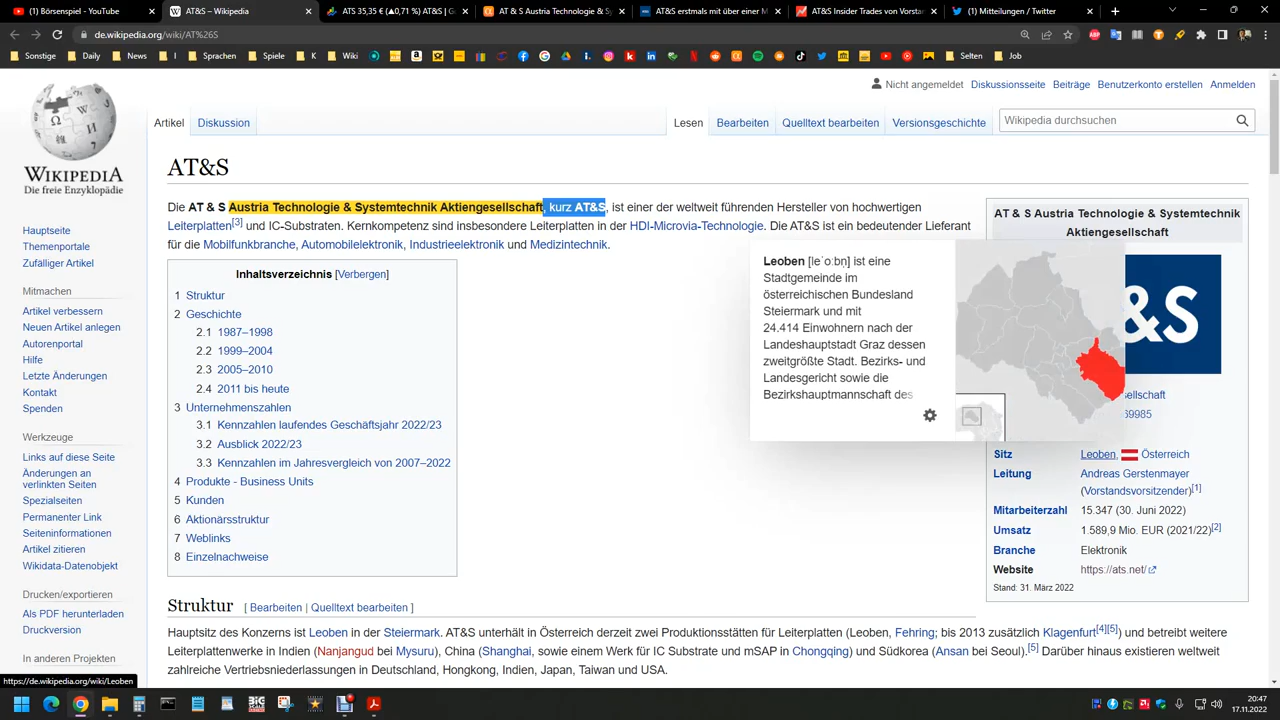 (1) Börsenspiel - YouTube
AT&S – Wikipedia
ATS 35,35 € (▲0,71 %) AT&S | G
AT & S Austria Technologie & Sy
AT&S erstmals mit über einer M
AT&S Insider Trades von Vorstan
(1) Mitteilungen / Twitter
de.wikipedia.org/wiki/AT%26S
Sonstige
Daily
News
I
Sprachen
Spiele
K
Wiki
Selten
Job
Nicht angemeldet Diskussionsseite Beiträge Benutzerkonto erstellen Anmelden
Artikel Diskussion Lesen Bearbeiten Quelltext bearbeiten Versionsgeschichte Wikipedia durchsuchen
WIKIPEDIA
Die freie Enzyklopädie
Hauptseite
Themenportale
Zufälliger Artikel
Mitmachen
Artikel verbessern
Neuen Artikel anlegen
Autorenportal
Hilfe
Letzte Änderungen
Kontakt
Spenden
Werkzeuge
Links auf diese Seite
Änderungen an
verlinkten Seiten
Spezialseiten
Permanenter Link
Seiteninformationen
Artikel zitieren
Wikidata-Datenobjekt
Drucken/exportieren
Als PDF herunterladen
Druckversion
In anderen Projekten
AT&S
Die AT & S Austria Technologie & Systemtechnik Aktiengesellschaft, kurz AT&S, ist einer der weltweit führenden Hersteller von hochwertigen
Leiterplatten[3] und IC-Substraten. Kernkompetenz sind insbesondere Leiterplatten in der HDI-Microvia-Technologie. Die AT&S ist ein bedeutender Lieferant
für die Mobilfunkbranche, Automobilelektronik, Industrieelektronik und Medizintechnik.
Inhaltsverzeichnis [Verbergen]
1 Struktur
2 Geschichte
2.1 1987–1998
2.2 1999–2004
2.3 2005–2010
2.4 2011 bis heute
3 Unternehmenszahlen
3.1 Kennzahlen laufendes Geschäftsjahr 2022/23
3.2 Ausblick 2022/23
3.3 Kennzahlen im Jahresvergleich von 2007–2022
4 Produkte - Business Units
5 Kunden
6 Aktionärsstruktur
7 Weblinks
8 Einzelnachweise
Leoben [leˈoːbn̩] ist eine
Stadtgemeinde im
österreichischen Bundesland
Steiermark und mit
24.414 Einwohnern nach der
Landeshauptstadt Graz dessen
zweitgrößte Stadt. Bezirks- und
Landesgericht sowie die
Bezirkshauptmannschaft des
AT & S Austria Technologie & Systemtechnik
Aktiengesellschaft
&S
sellschaft
69985
Sitz Leoben, Österreich
Leitung Andreas Gerstenmayer
(Vorstandsvorsitzender)[1]
Mitarbeiterzahl 15.347 (30. Juni 2022)
Umsatz 1.589,9 Mio. EUR (2021/22)[2]
Branche Elektronik
Website https://ats.net/
Stand: 31. März 2022
Struktur [ Bearbeiten | Quelltext bearbeiten ]
Hauptsitz des Konzerns ist Leoben in der Steiermark. AT&S unterhält in Österreich derzeit zwei Produktionsstätten für Leiterplatten (Leoben, Fehring; bis 2013 zusätzlich Klagenfurt[4][5]) und betreibt weitere
Leiterplattenwerke in Indien (Nanjangud bei Mysuru), China (Shanghai, sowie einem Werk für IC Substrate und mSAP in Chongqing) und Südkorea (Ansan bei Seoul).[5] Darüber hinaus existieren weltweit
zahlreiche Vertriebsniederlassungen in Deutschland, Hongkong, Indien, Japan, Taiwan und USA.
https://de.wikipedia.org/wiki/Leoben
20:47
17.11.2022